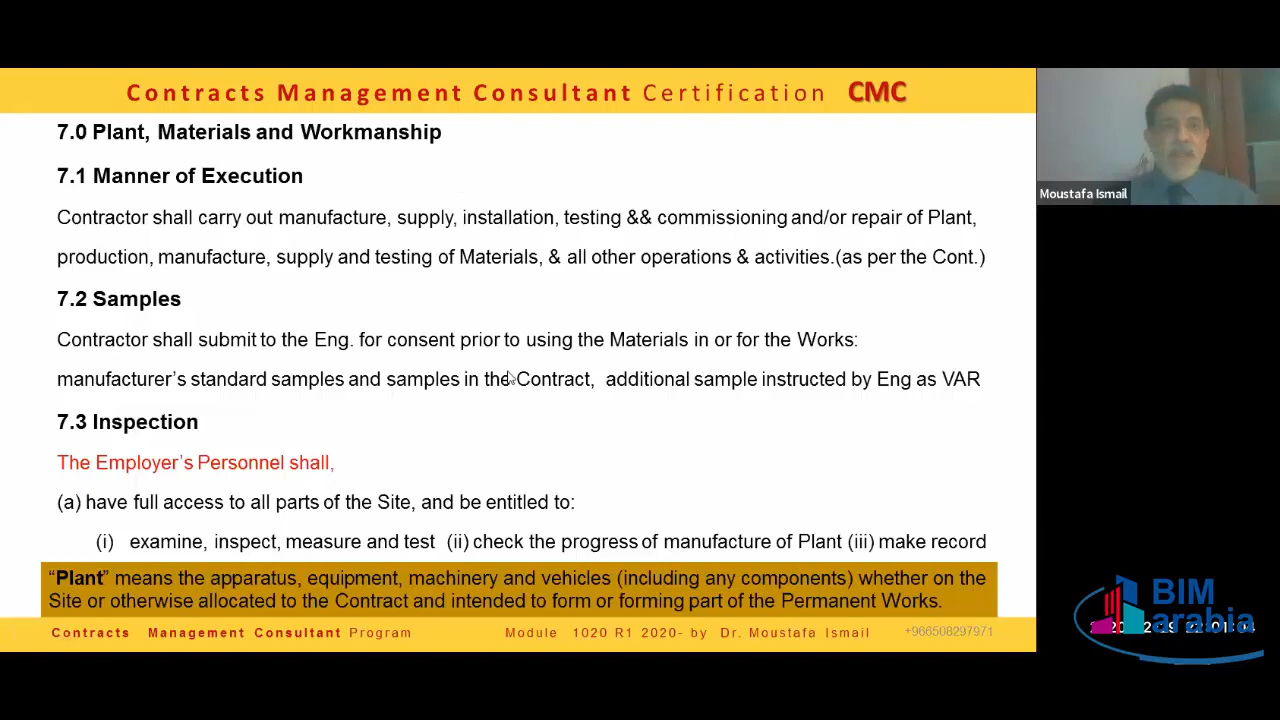 Contracts Management Consultant Certification CMC
7.0 Plant, Materials and Workmanship
7.1 Manner of Execution
Contractor shall carry out manufacture, supply, installation, testing && commissioning and/or repair of Plant,
production, manufacture, supply and testing of Materials, & all other operations & activities.(as per the Cont.)
7.2 Samples
Contractor shall submit to the Eng. for consent prior to using the Materials in or for the Works:
manufacturer's standard samples and samples in the Contract, additional sample instructed by Eng as VAR
7.3 Inspection
The Employer's Personnel shall,
(a) have full access to all parts of the Site, and be entitled to:
(i) examine, inspect, measure and test (ii) check the progress of manufacture of Plant (iii) make record
“Plant” means the apparatus, equipment, machinery and vehicles (including any components) whether on the
Site or otherwise allocated to the Contract and intended to form or forming part of the Permanent Works.
Contracts Management Consultant Program Module 1020 R1 2020- by Dr. Moustafa Ismail +966508297971
Moustafa Ismail
BIM
arabia